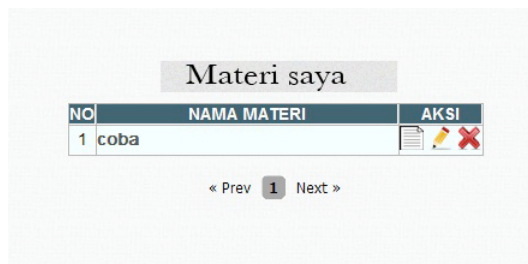 Materi saya
NO NAMA MATERI AKSI
1 coba
« Prev 1 Next »